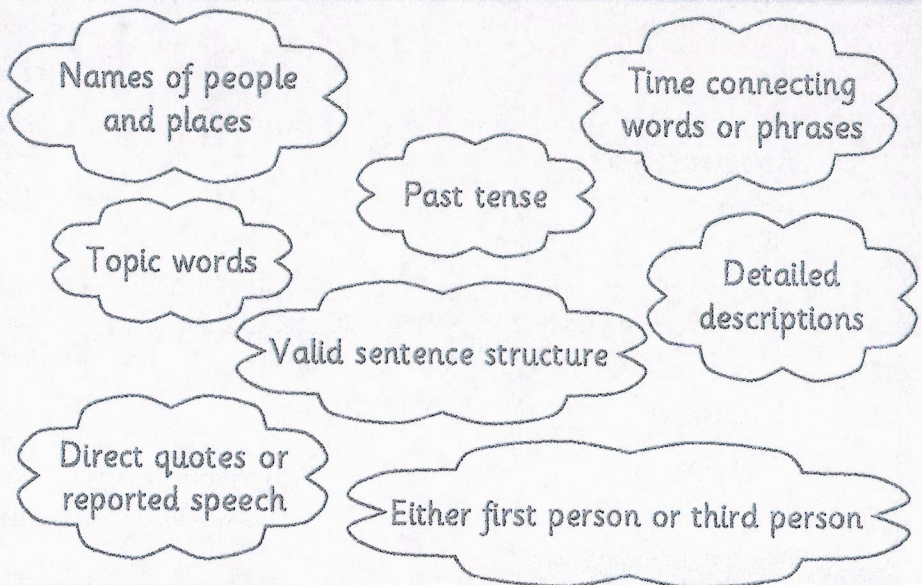 Names of people
and places
Time connecting
words or phrases
Past tense
Topic words
Detailed
descriptions
Valid sentence structure
Direct quotes or
reported speech
Either first person or third person